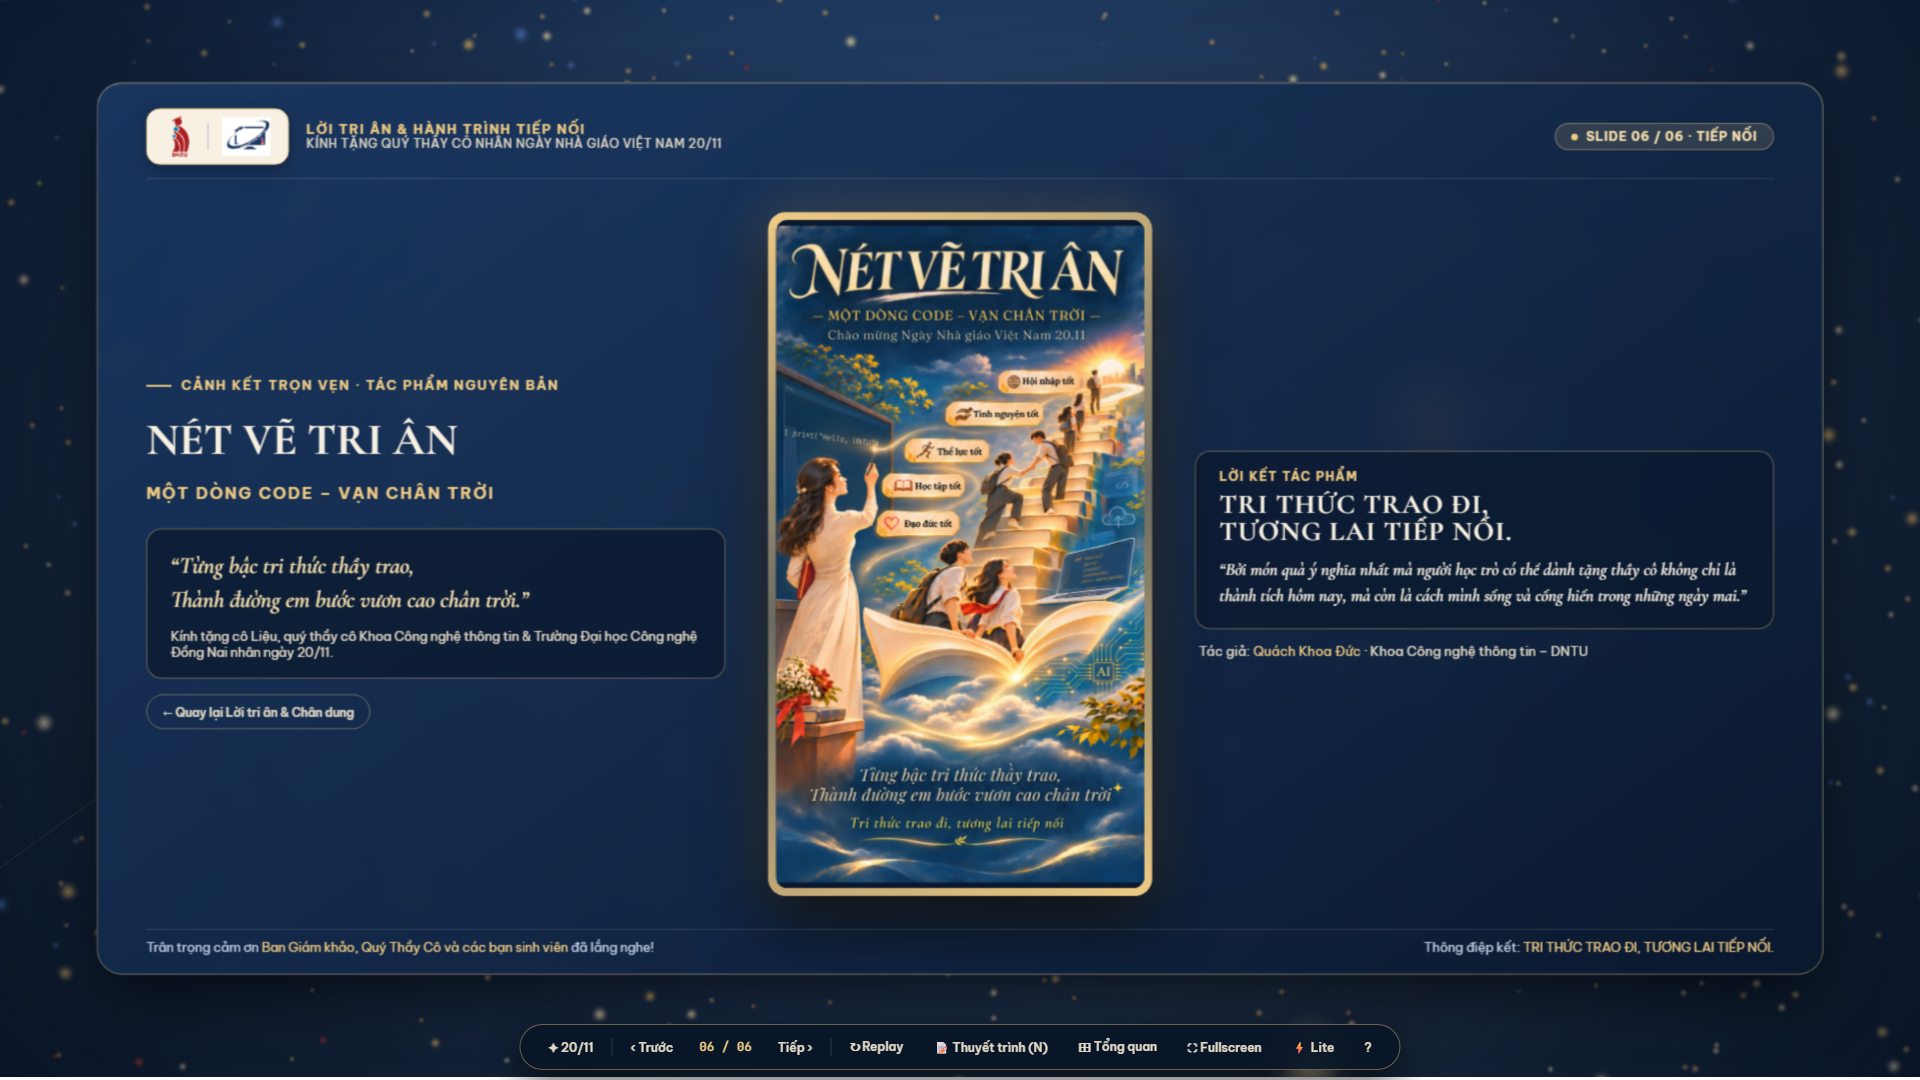 LỜI TRI ÂN & HÀNH TRÌNH TIẾP NỐI
KÍNH TẶNG QUÝ THẦY CÔ NHÂN NGÀY NHÀ GIÁO VIỆT NAM 20/11
SLIDE 06 / 06 · TIẾP NỐI
CẢNH KẾT TRỌN VẸN · TÁC PHẨM NGUYÊN BẢN
NÉT VẼ TRI ÂN
MỘT DÒNG CODE – VẠN CHÂN TRỜI
“Từng bậc tri thức thầy trao,
Thành đường em bước vươn cao chân trời.”
Kính tặng cô Liệu, quý thầy cô Khoa Công nghệ thông tin & Trường Đại học Công nghệ
Đồng Nai nhân ngày 20/11.
← Quay lại Lời tri ân & Chân dung
NÉT VẼ TRI ÂN
— MỘT DÒNG CODE – VẠN CHÂN TRỜI —
Chào mừng Ngày Nhà giáo Việt Nam 20.11
Hội nhập tốt
Tình nguyện tốt
print("Hello, DNTU")
Thể lực tốt
Học tập tốt
Đạo đức tốt
</>
AI
Từng bậc tri thức thầy trao,
Thành đường em bước vươn cao chân trời
Tri thức trao đi, tương lai tiếp nối
LỜI KẾT TÁC PHẨM
TRI THỨC TRAO ĐI,
TƯƠNG LAI TIẾP NỐI.
“Bởi món quà ý nghĩa nhất mà người học trò có thể dành tặng thầy cô không chỉ là
thành tích hôm nay, mà còn là cách mình sống và cống hiến trong những ngày mai.”
Tác giả: Quách Khoa Đức · Khoa Công nghệ thông tin – DNTU
Trân trọng cảm ơn Ban Giám khảo, Quý Thầy Cô và các bạn sinh viên đã lắng nghe!
Thông điệp kết: TRI THỨC TRAO ĐI, TƯƠNG LAI TIẾP NỐI.
✦ 20/11 ‹ Trước 06 / 06 Tiếp › ↻ Replay Thuyết trình (N) Tổng quan Fullscreen Lite ?